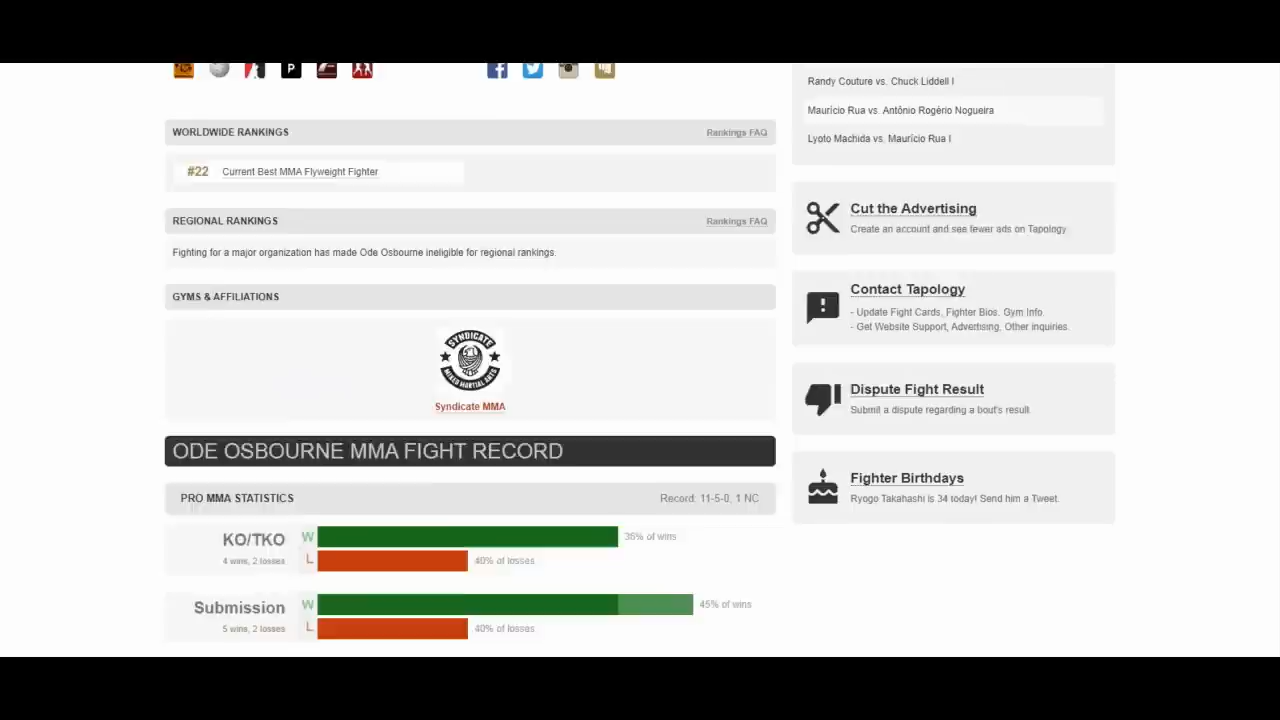 WORLDWIDE RANKINGS Rankings FAQ
#22 Current Best MMA Flyweight Fighter
REGIONAL RANKINGS Rankings FAQ
Fighting for a major organization has made Ode Osbourne ineligible for regional rankings.
GYMS & AFFILIATIONS
SYNDICATE
MIXED MARTIAL ARTS
Syndicate MMA
ODE OSBOURNE MMA FIGHT RECORD
PRO MMA STATISTICS Record: 11-5-0, 1 NC
KO/TKO W 36% of wins
4 wins, 2 losses L 40% of losses
Submission W 45% of wins
5 wins, 2 losses L 40% of losses
Randy Couture vs. Chuck Liddell I
Maurício Rua vs. Antônio Rogério Nogueira
Lyoto Machida vs. Maurício Rua I
Cut the Advertising
Create an account and see fewer ads on Tapology.
Contact Tapology
- Update Fight Cards, Fighter Bios, Gym Info.
- Get Website Support, Advertising, Other inquiries.
Dispute Fight Result
Submit a dispute regarding a bout's result.
Fighter Birthdays
Ryogo Takahashi is 34 today! Send him a Tweet.